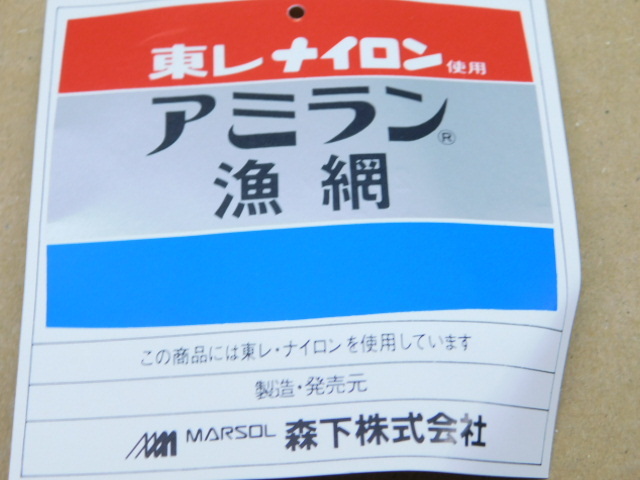 東レナイロン使用
アミラン®
漁網
この商品には東レ・ナイロンを使用しています
製造・発売元
MARSOL 森下株式会社